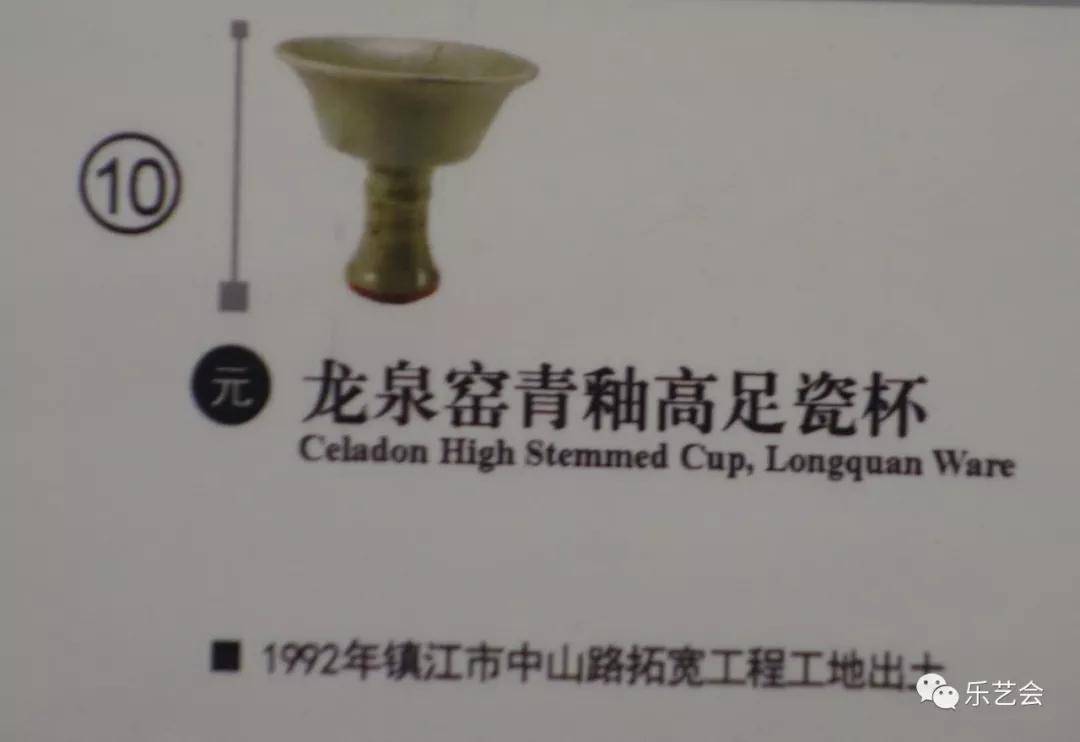 ⑩
元
龙泉窑青釉高足瓷杯
Celadon High Stemmed Cup, Longquan Ware
■ 1992年镇江市中山路拓宽工程工地出土
乐艺会